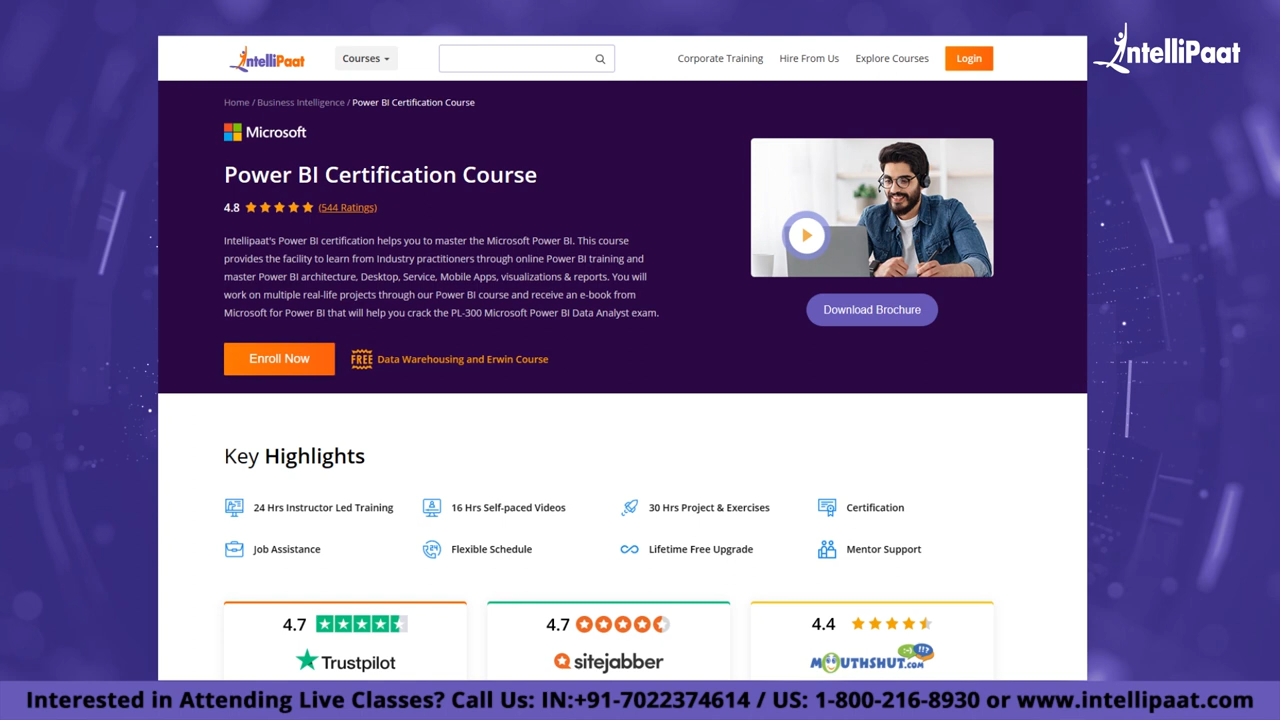 IntelliPaat
Courses
Corporate Training
Hire From Us
Explore Courses
Login
IntelliPaat
Home / Business Intelligence / Power BI Certification Course
Microsoft
Power BI Certification Course
4.8 (544 Ratings)
Intellipaat's Power BI certification helps you to master the Microsoft Power BI. This course
provides the facility to learn from Industry practitioners through online Power BI training and
master Power BI architecture, Desktop, Service, Mobile Apps, visualizations & reports. You will
work on multiple real-life projects through our Power BI course and receive an e-book from
Microsoft for Power BI that will help you crack the PL-300 Microsoft Power BI Data Analyst exam.
Download Brochure
Enroll Now
FREE Data Warehousing and Erwin Course
Key Highlights
24 Hrs Instructor Led Training
16 Hrs Self-paced Videos
30 Hrs Project & Exercises
Certification
Job Assistance
24
Flexible Schedule
Lifetime Free Upgrade
Mentor Support
4.7
Trustpilot
4.7
sitejabber
4.4
MOUTHSHUT.COM
Interested in Attending Live Classes? Call Us: IN:+91-7022374614 / US: 1-800-216-8930 or www.intellipaat.com